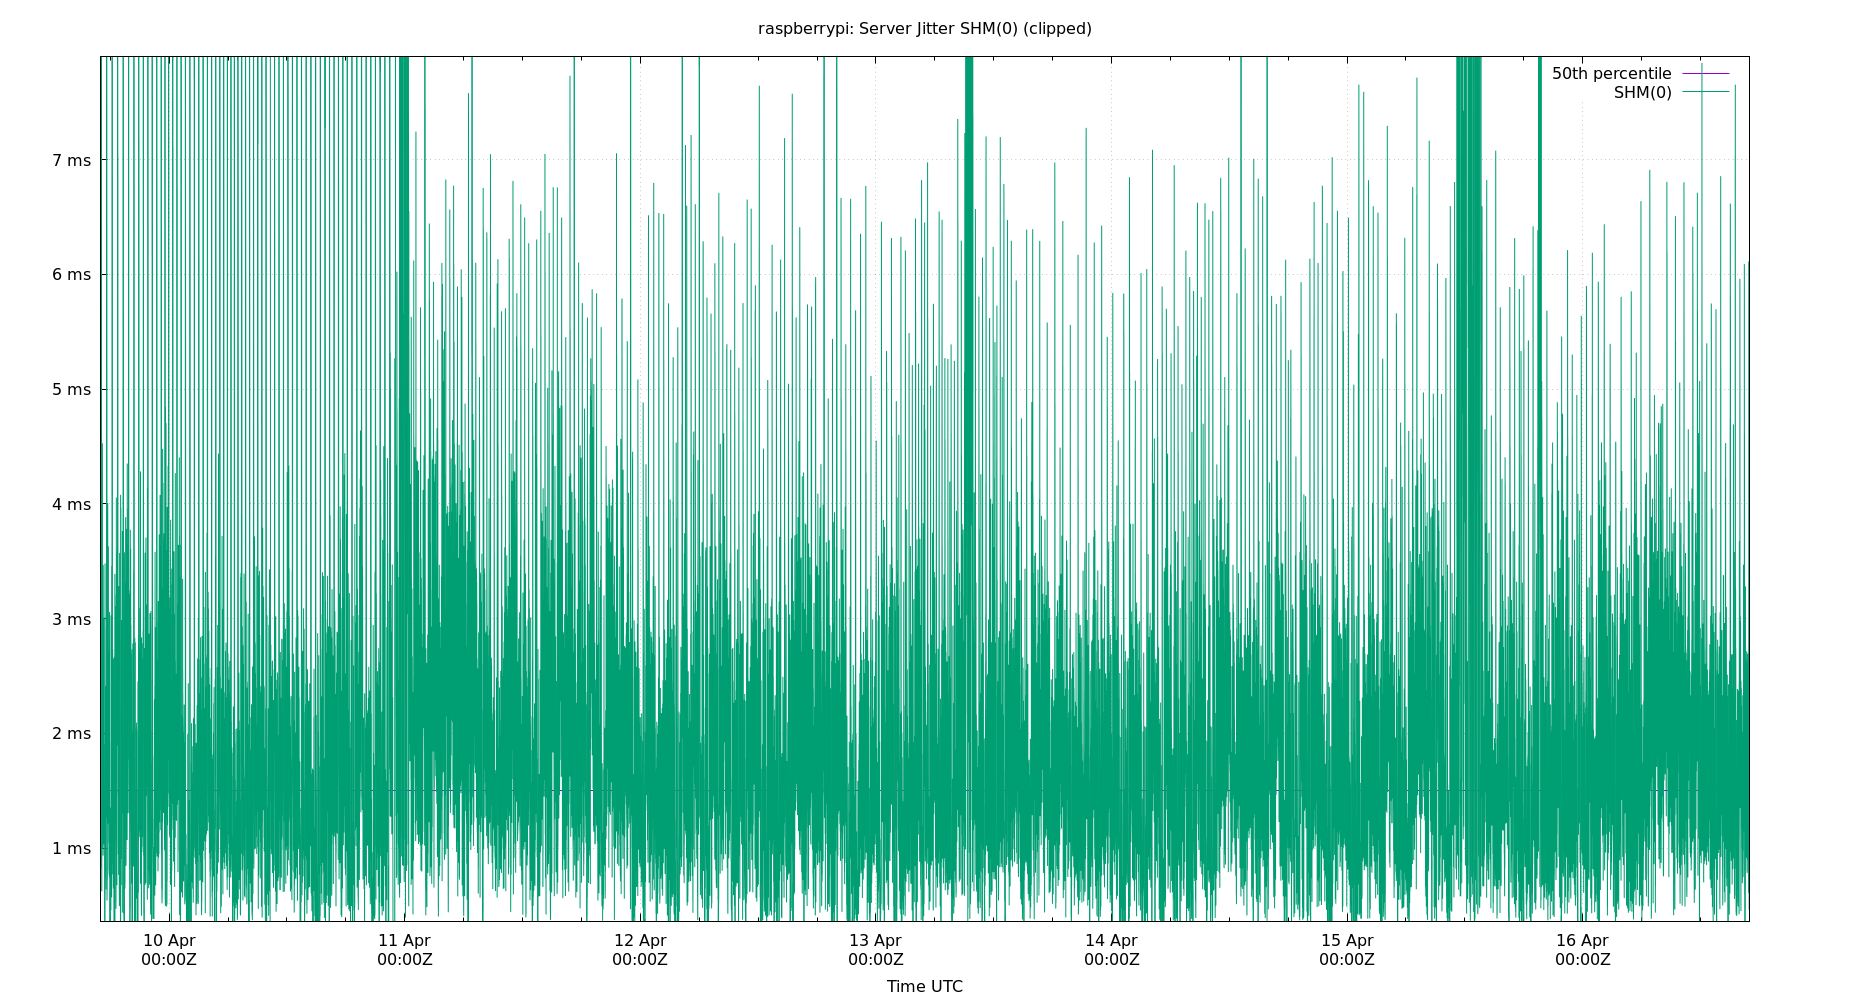 raspberrypi: Server Jitter SHM(0) (clipped)
50th percentile
SHM(0)
7 ms
6 ms
5 ms
4 ms
3 ms
2 ms
1 ms
10 Apr 11 Apr 12 Apr 13 Apr 14 Apr 15 Apr 16 Apr
00:00Z 00:00Z 00:00Z 00:00Z 00:00Z 00:00Z 00:00Z
Time UTC